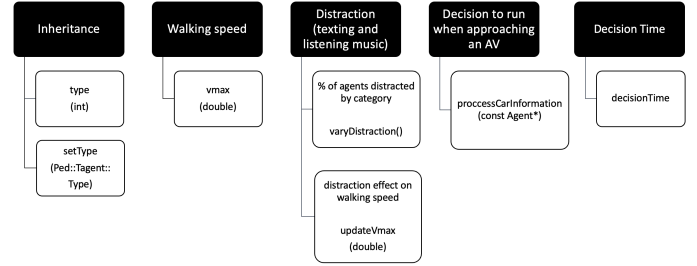 Inheritance
type
(int)
setType
(Ped::Tagent::
Type)
Walking speed
vmax
(double)
Distraction
(texting and
listening music)
% of agents distracted
by category
varyDistraction()
distraction effect on
walking speed
updateVmax
(double)
Decision to run
when approaching
an AV
proccessCarInformation
(const Agent*)
Decision Time
decisionTime